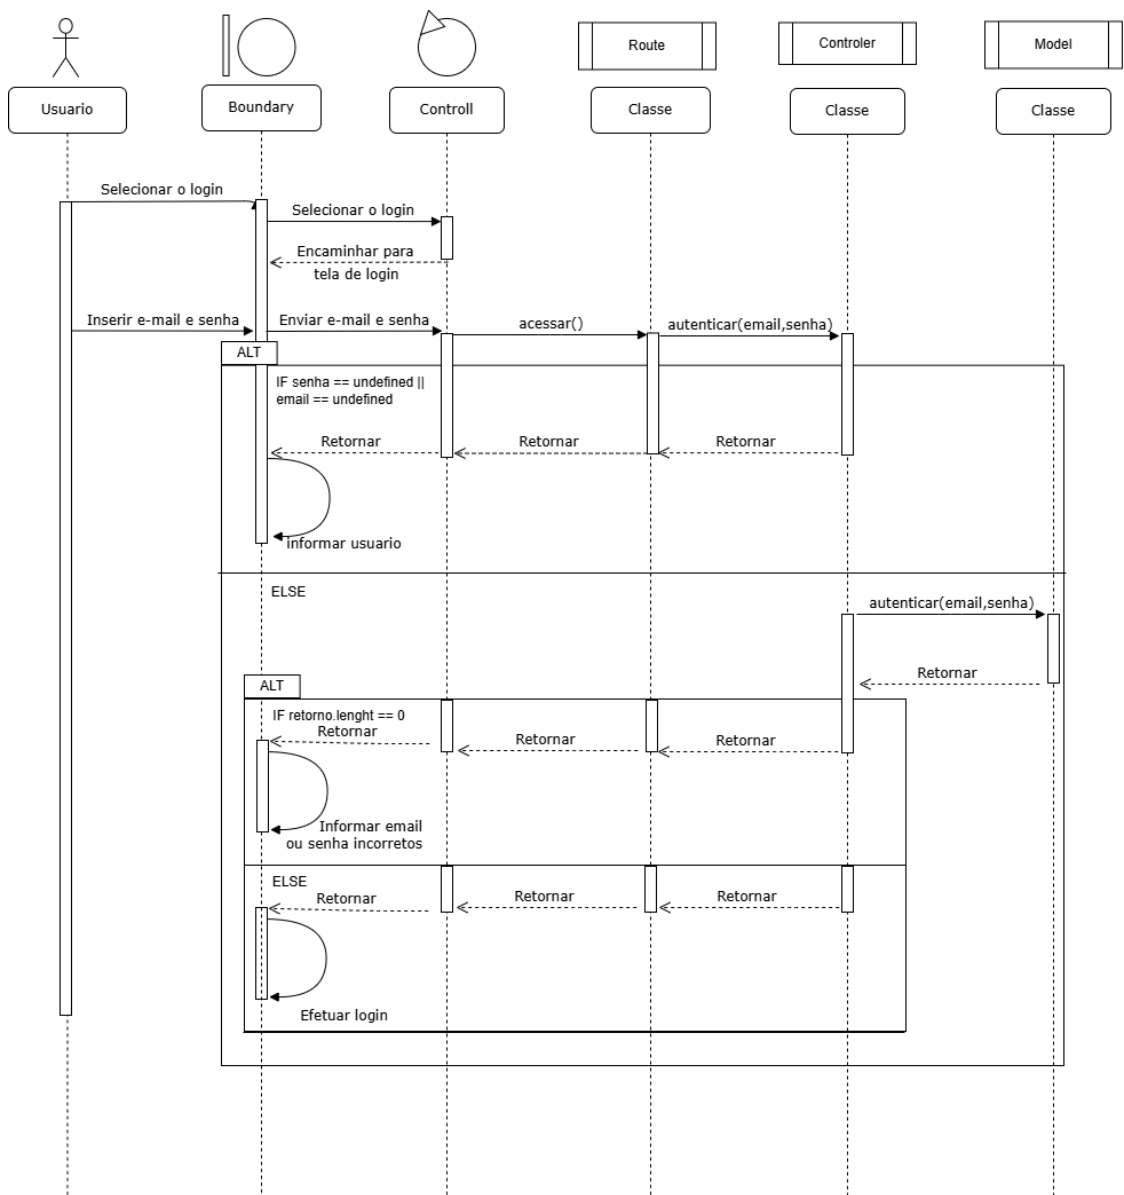 Route
Controler
Model
Usuario
Boundary
Controll
Classe
Classe
Classe
Selecionar o login
Selecionar o login
Encaminhar para
tela de login
Inserir e-mail e senha
Enviar e-mail e senha
acessar()
autenticar(email,senha)
ALT
IF senha == undefined ||
email == undefined
Retornar
Retornar
Retornar
informar usuario
ELSE
autenticar(email,senha)
Retornar
ALT
IF retorno.lenght == 0
Retornar
Retornar
Retornar
Informar email
ou senha incorretos
ELSE
Retornar
Retornar
Retornar
Efetuar login